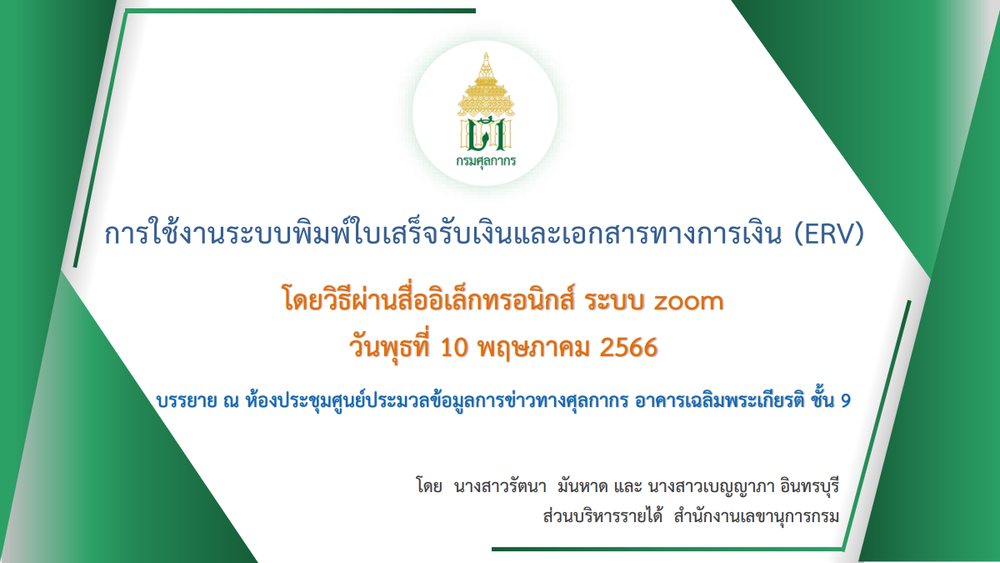 กรมศุลกากร
การใช้งานระบบพิมพ์ใบเสร็จรับเงินและเอกสารทางการเงิน (ERV)
โดยวิธีผ่านสื่ออิเล็กทรอนิกส์ ระบบ zoom
วันพุธที่ 10 พฤษภาคม 2566
บรรยาย ณ ห้องประชุมศูนย์ประมวลข้อมูลการข่าวทางศุลกากร อาคารเฉลิมพระเกียรติ ชั้น 9
โดย นางสาวรัตนา มันหาด และ นางสาวเบญญาภา อินทรบุรี
ส่วนบริหารรายได้ สำนักงานเลขานุการกรม